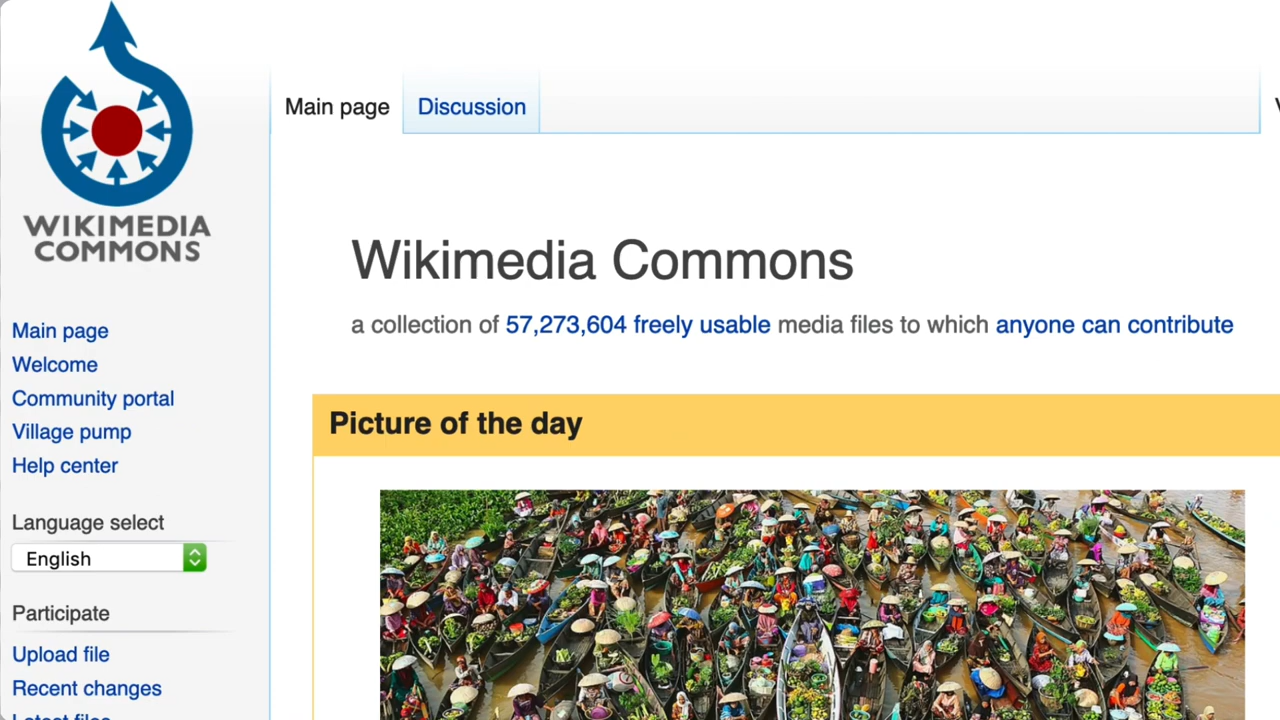 WIKIMEDIA
COMMONS
Main page
Welcome
Community portal
Village pump
Help center
Language select
English
Participate
Upload file
Recent changes
Latest files
Main page
Discussion
Wikimedia Commons
a collection of 57,273,604 freely usable media files to which anyone can contribute
Picture of the day